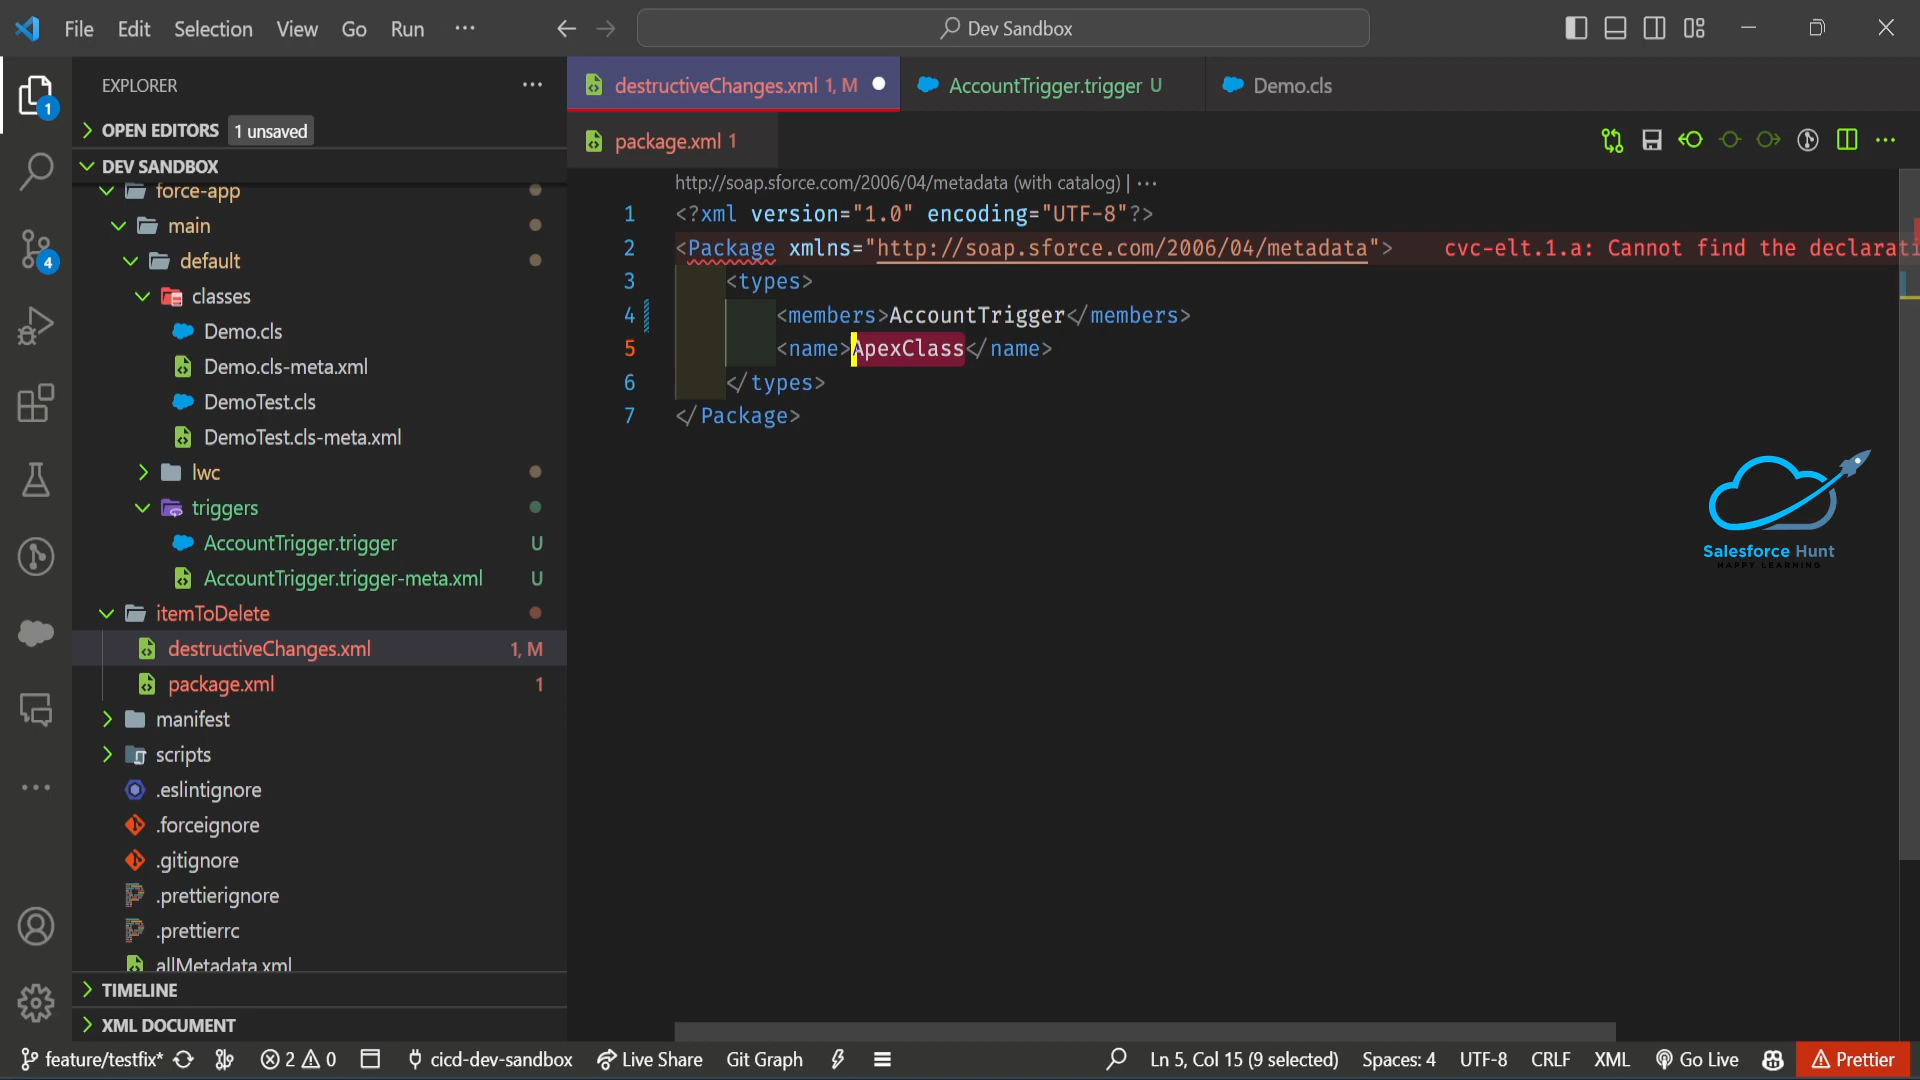 File Edit Selection View Go Run ···
Dev Sandbox
EXPLORER ···
OPEN EDITORS 1 unsaved
DEV SANDBOX
force-app
main
default
classes
Demo.cls
Demo.cls-meta.xml
DemoTest.cls
DemoTest.cls-meta.xml
lwc
triggers
AccountTrigger.trigger U
AccountTrigger.trigger-meta.xml U
itemToDelete
destructiveChanges.xml 1, M
package.xml 1
manifest
scripts
.eslintignore
.forceignore
.gitignore
.prettierignore
.prettierrc
allMetadata.xml
TIMELINE
XML DOCUMENT
1
4
destructiveChanges.xml 1, M
AccountTrigger.trigger U
Demo.cls
package.xml 1
http://soap.sforce.com/2006/04/metadata (with catalog) | ···
1 <?xml version="1.0" encoding="UTF-8"?>
2 <Package xmlns="http://soap.sforce.com/2006/04/metadata"> cvc-elt.1.a: Cannot find the declarati
3 <types>
4 <members>AccountTrigger</members>
5 <name>ApexClass</name>
6 </types>
7 </Package>
Salesforce Hunt
HAPPY LEARNING
feature/testfix* 2 0 cicd-dev-sandbox Live Share Git Graph Ln 5, Col 15 (9 selected) Spaces: 4 UTF-8 CRLF XML Go Live Prettier